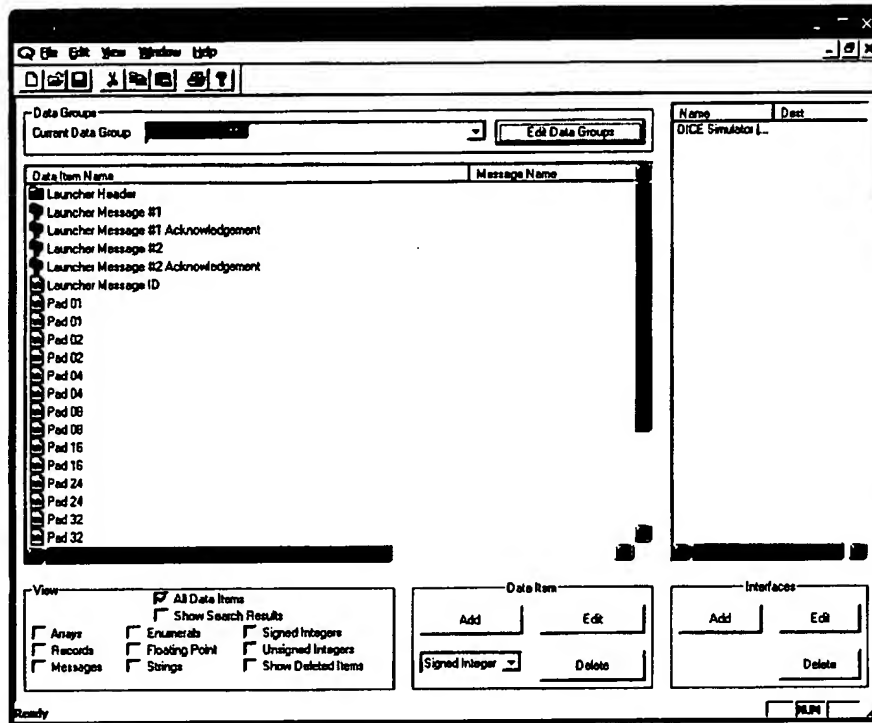 File Edit View Window Help
Data Groups
Current Data Group
Edit Data Groups
Name Dest
DICE Simulator (...
Data Item Name Message Name
Launcher Header
Launcher Message #1
Launcher Message #1 Acknowledgement
Launcher Message #2
Launcher Message #2 Acknowledgement
Launcher Message ID
Pad 01
Pad 01
Pad 02
Pad 02
Pad 04
Pad 04
Pad 08
Pad 08
Pad 16
Pad 16
Pad 24
Pad 24
Pad 32
Pad 32
View
All Data Items
Show Search Results
Arrays Enumerals Signed Integers
Records Floating Point Unsigned Integers
Messages Strings Show Deleted Items
Data Item
Add Edit
Signed Integer Delete
Interfaces
Add Edit
Delete
Ready NUM